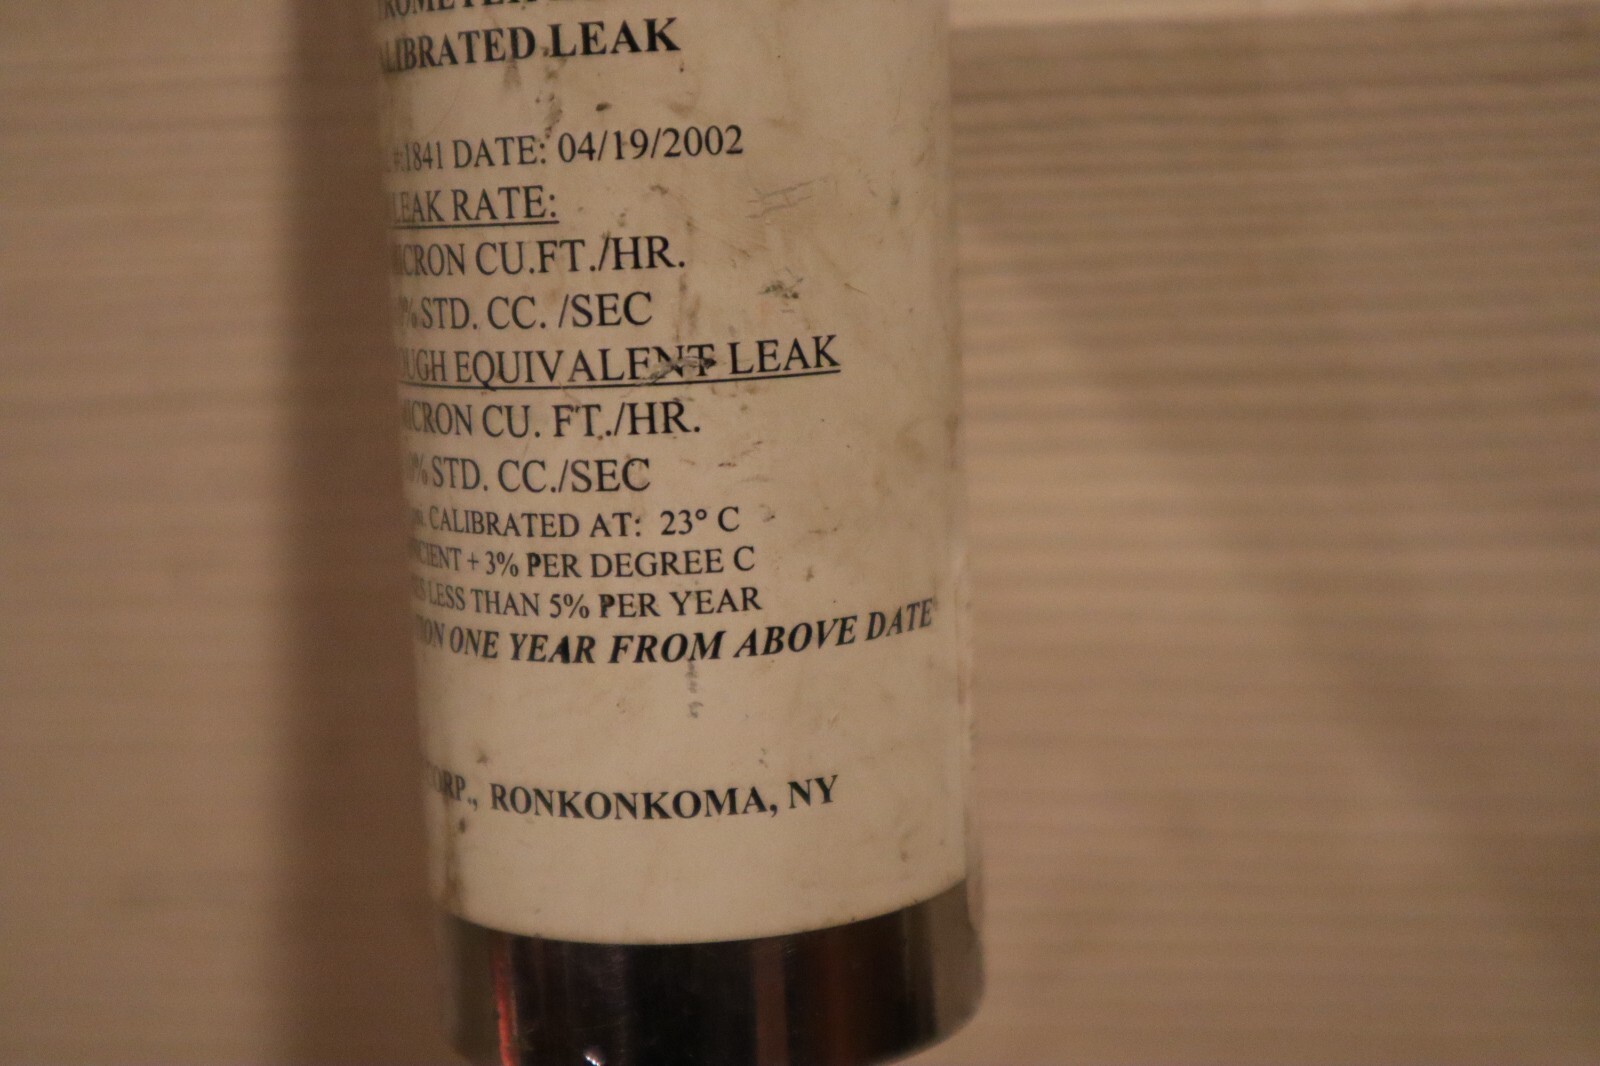 CALIBRATED LEAK
#:1841 DATE: 04/19/2002
LEAK RATE:
MICRON CU.FT./HR.
% STD. CC. /SEC
EQUIVALENT LEAK
MICRON CU. FT./HR.
% STD. CC./SEC
CALIBRATED AT: 23° C
+ 3% PER DEGREE C
LESS THAN 5% PER YEAR
ONE YEAR FROM ABOVE DATE
CORP., RONKONKOMA, NY